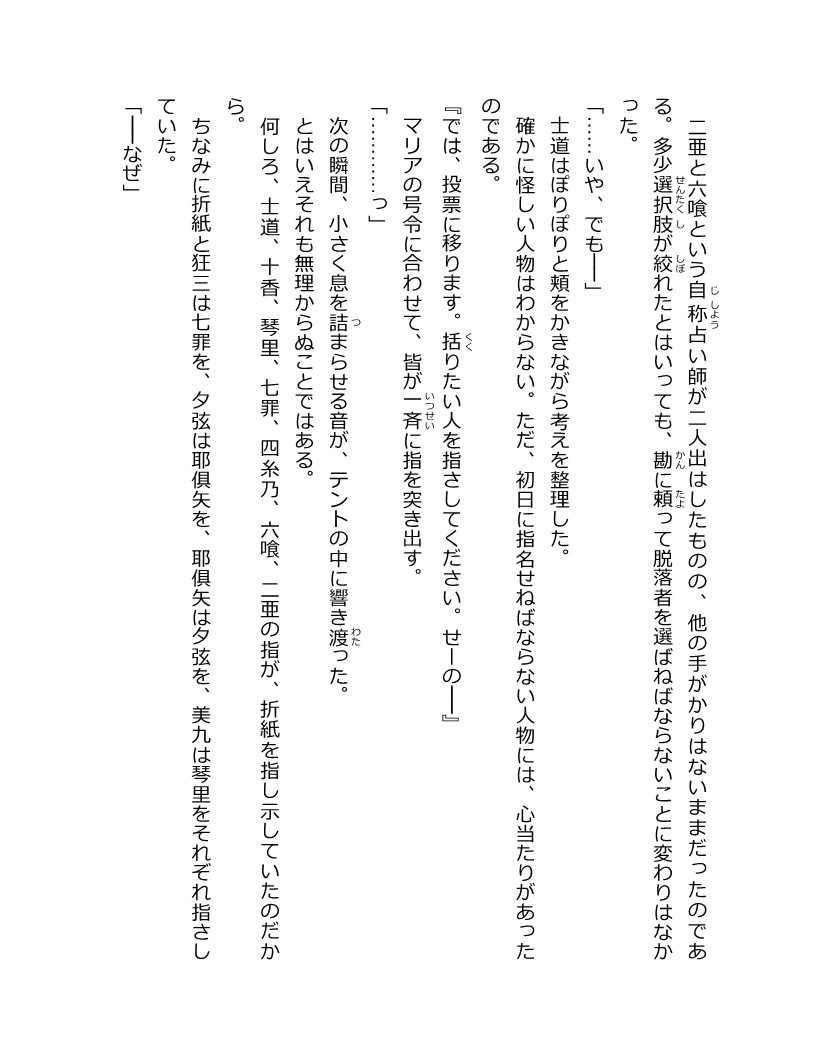 二亜と六喰という自称占い師が二人出はしたものの、他の手がかりはないままだったのであ
る。多少選択肢が絞れたとはいっても、勘に頼って脱落者を選ばねばならないことに変わりはなか
った。
「……いや、でも――」
　士道はぽりぽりと頬をかきながら考えを整理した。
　確かに怪しい人物はわからない。ただ、初日に指名せねばならない人物には、心当たりがあった
のである。
『では、投票に移ります。括りたい人を指さしてください。せーの――』
　マリアの号令に合わせて、皆が一斉に指を突き出す。
「…………っ」
　次の瞬間、小さく息を詰まらせる音が、テントの中に響き渡った。
　とはいえそれも無理からぬことではある。
　何しろ、士道、十香、琴里、七罪、四糸乃、六喰、二亜の指が、折紙を指し示していたのだか
ら。
　ちなみに折紙と狂三は七罪を、夕弦は耶倶矢を、耶倶矢は夕弦を、美九は琴里をそれぞれ指さし
ていた。
「――なぜ」